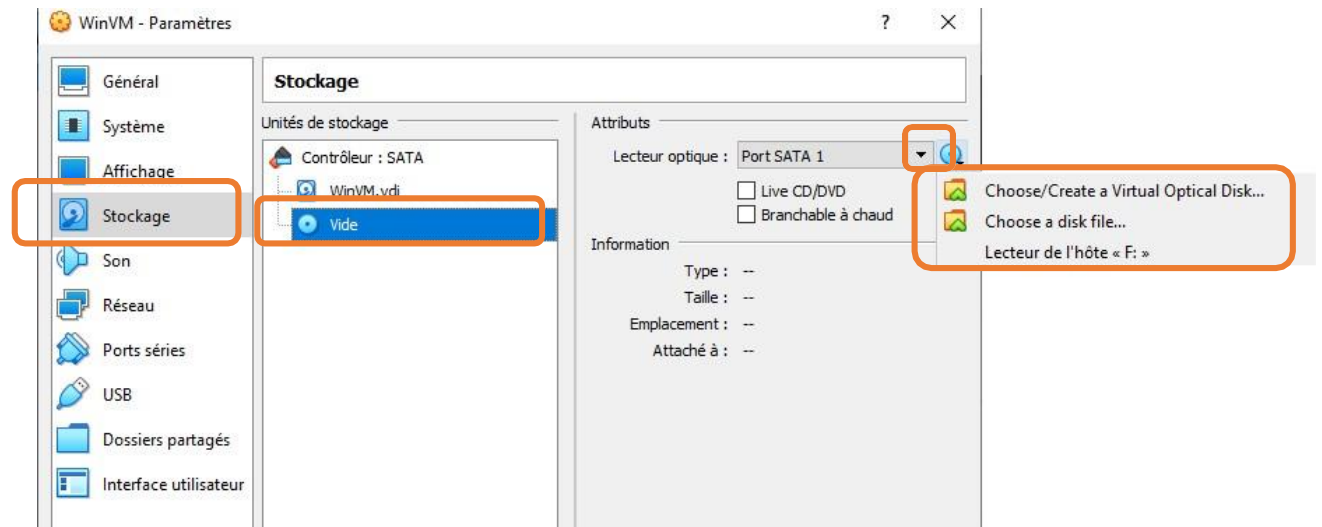 WinVM - Paramètres
?
Général
Système
Affichage
Stockage
Son
Réseau
Ports séries
USB
Dossiers partagés
Interface utilisateur
Stockage
Unités de stockage
Contrôleur : SATA
WinVM.vdi
Vide
Attributs
Lecteur optique : Port SATA 1
Live CD/DVD
Branchable à chaud
Information
Type : --
Taille : --
Emplacement : --
Attaché à : --
Choose/Create a Virtual Optical Disk...
Choose a disk file...
Lecteur de l'hôte « F: »